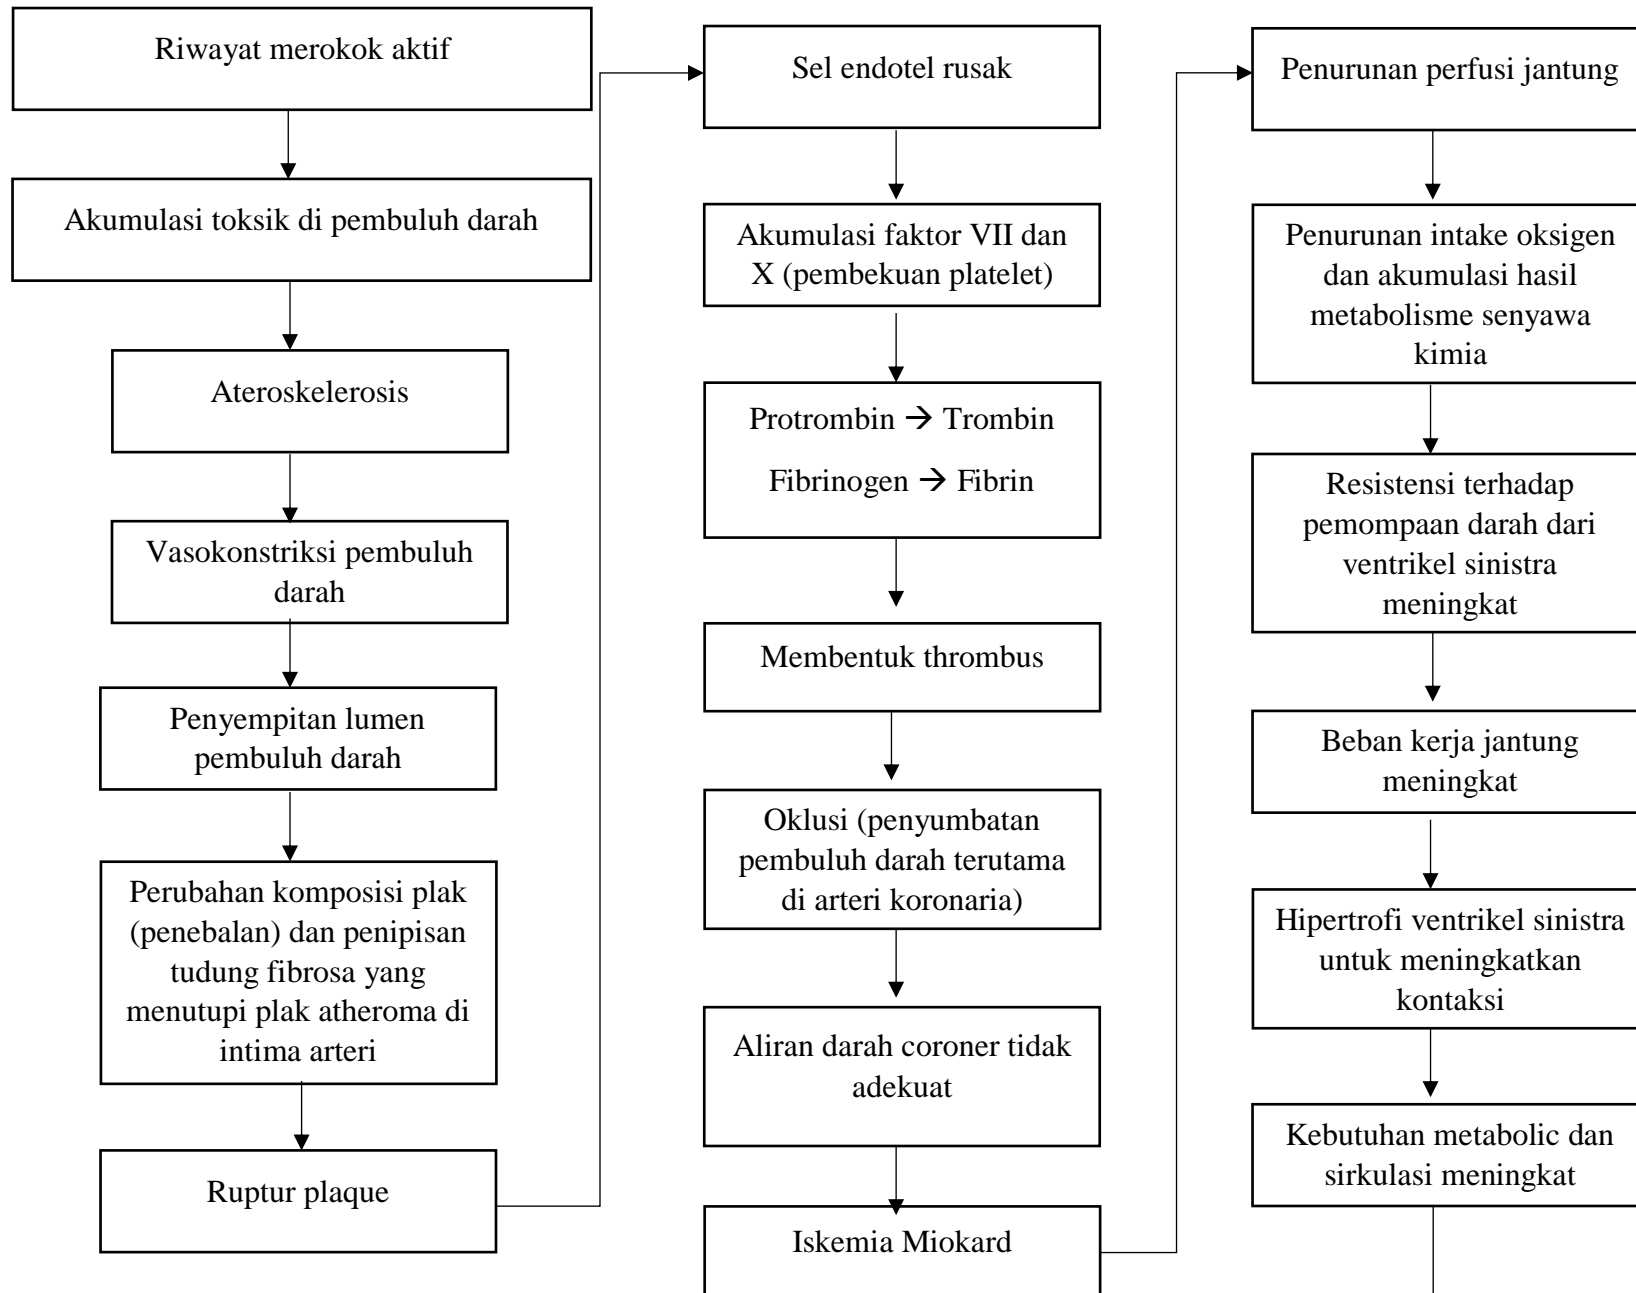 Riwayat merokok aktif
Akumulasi toksik di pembuluh darah
Ateroskelerosis
Vasokonstriksi pembuluh
darah
Penyempitan lumen
pembuluh darah
Perubahan komposisi plak
(penebalan) dan penipisan
tudung fibrosa yang
menutupi plak atheroma di
intima arteri
Ruptur plaque
Sel endotel rusak
Akumulasi faktor VII dan
X (pembekuan platelet)
Protrombin → Trombin
Fibrinogen → Fibrin
Membentuk thrombus
Oklusi (penyumbatan
pembuluh darah terutama
di arteri koronaria)
Aliran darah coroner tidak
adekuat
Iskemia Miokard
Penurunan perfusi jantung
Penurunan intake oksigen
dan akumulasi hasil
metabolisme senyawa
kimia
Resistensi terhadap
pemompaan darah dari
ventrikel sinistra
meningkat
Beban kerja jantung
meningkat
Hipertrofi ventrikel sinistra
untuk meningkatkan
kontaksi
Kebutuhan metabolic dan
sirkulasi meningkat